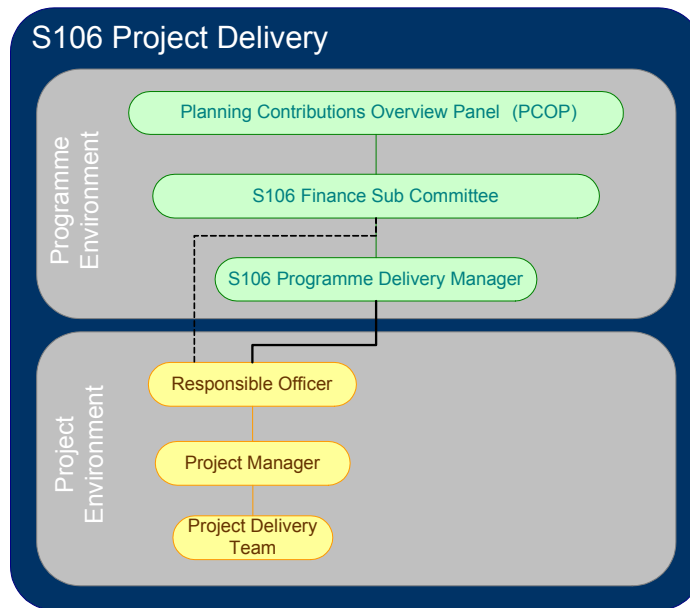 S106 Project Delivery
Programme
Environment
Planning Contributions Overview Panel (PCOP)
S106 Finance Sub Committee
S106 Programme Delivery Manager
Project
Environment
Responsible Officer
Project Manager
Project Delivery
Team